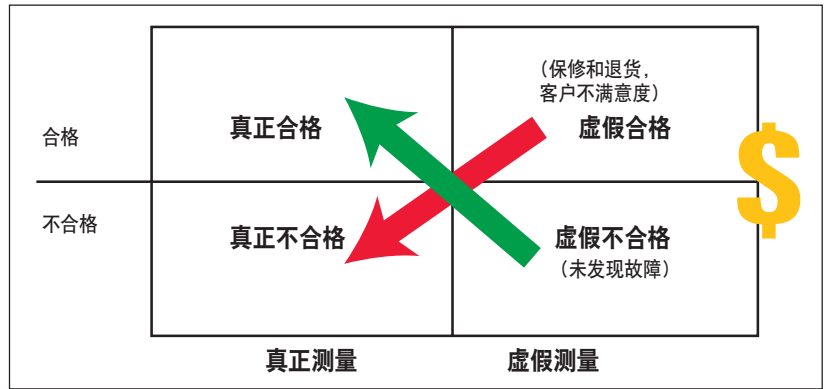 （保修和退货，
客户不满意度）
合格
真正合格
虚假合格
$
不合格
真正不合格
虚假不合格
（未发现故障）
真正测量
虚假测量